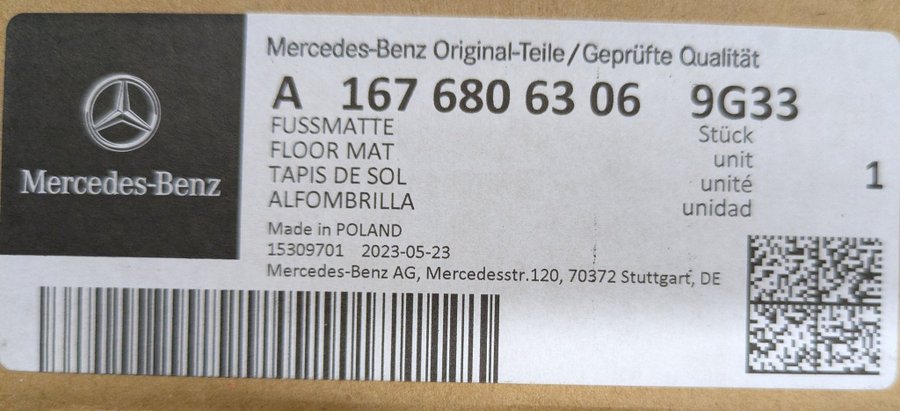 Mercedes-Benz
Mercedes-Benz Original-Teile/Geprüfte Qualität
A 167 680 63 06 9G33
FUSSMATTE Stück
FLOOR MAT unit
TAPIS DE SOL unité 1
ALFOMBRILLA unidad
Made in POLAND
15309701 2023-05-23
Mercedes-Benz AG, Mercedesstr.120, 70372 Stuttgart, DE